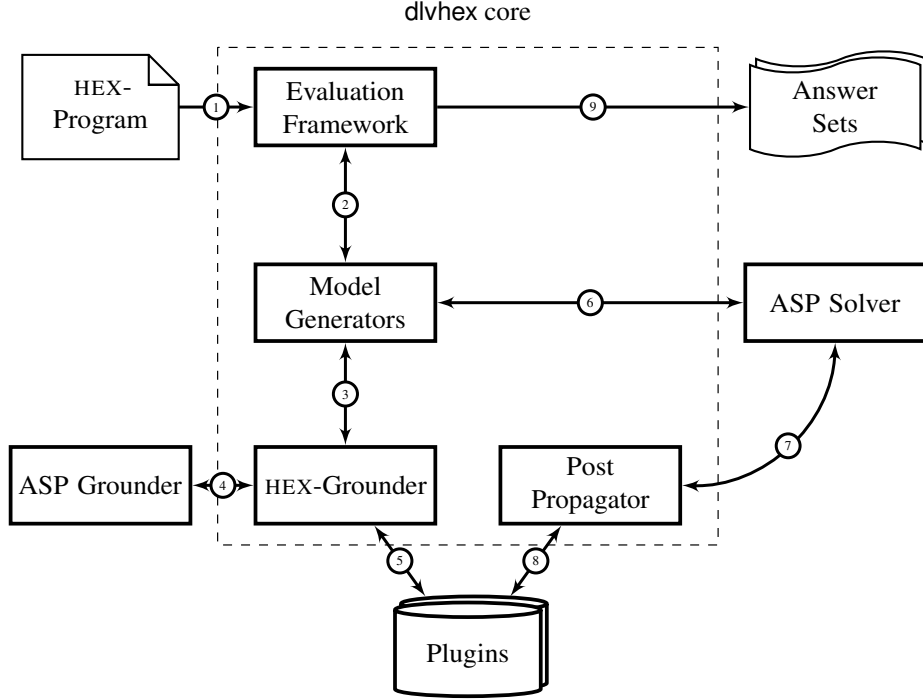 dlvhex core
HEX-
Program
1
Evaluation
Framework
9
Answer
Sets
2
Model
Generators
6
ASP Solver
3
7
ASP Grounder
4
HEX-Grounder
Post
Propagator
5
8
Plugins